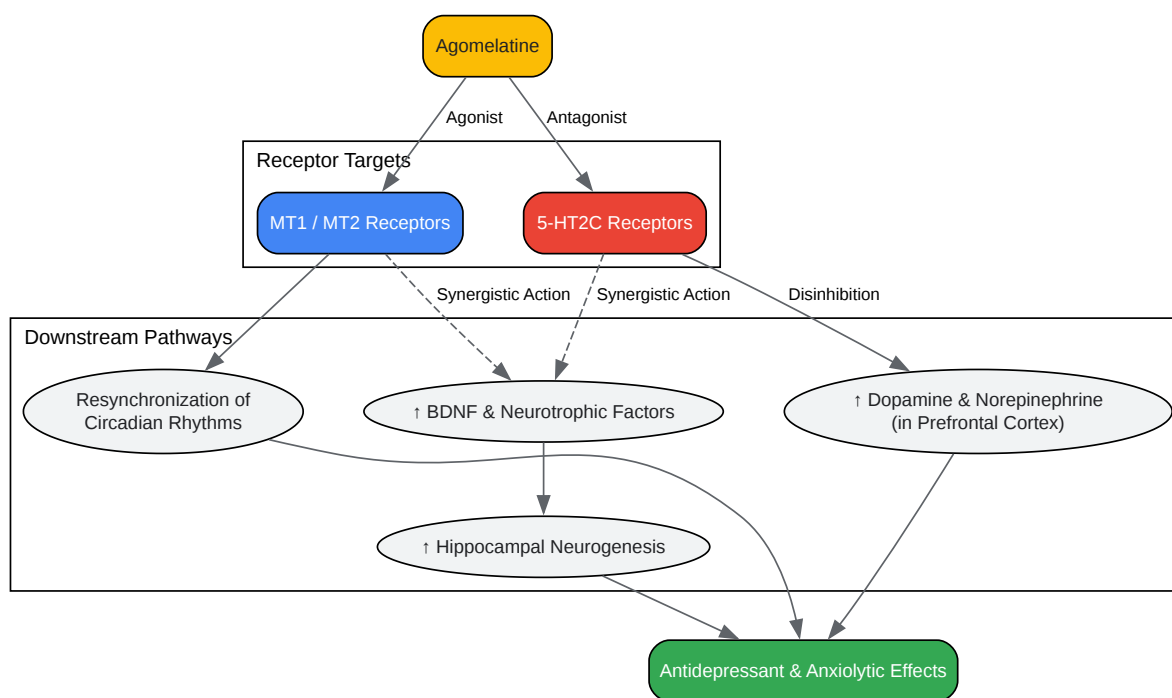 Agomelatine
Agonist
Antagonist
Receptor Targets
MT1 / MT2 Receptors
5-HT2C Receptors
Synergistic Action
Synergistic Action
Disinhibition
Downstream Pathways
Resynchronization of
Circadian Rhythms
↑ BDNF & Neurotrophic Factors
↑ Dopamine & Norepinephrine
(in Prefrontal Cortex)
↑ Hippocampal Neurogenesis
Antidepressant & Anxiolytic Effects